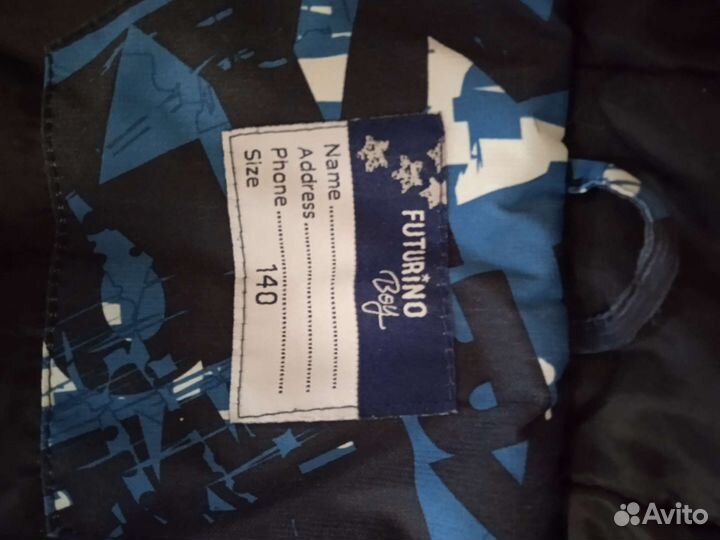 FUTURiNO
Boy
Name
Address
Phone
Size 140
Avito